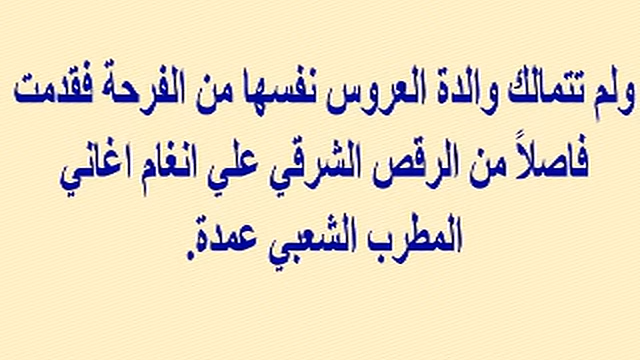 ولم تتمالك والدة العروس نفسها من الفرحة فقدمت
فاصلاً من الرقص الشرقي علي انغام اغاني
المطرب الشعبي عمدة.